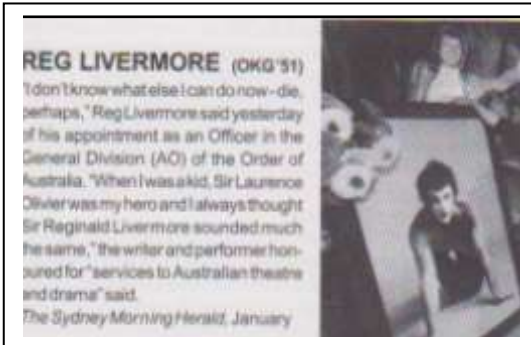 REG LIVERMORE (OKG'51)
"I don't know what else I can do now - die,
perhaps," Reg Livermore said yesterday
of his appointment as an Officer in the
General Division (AO) of the Order of
Australia. "When I was a kid, Sir Laurence
Olivier was my hero and I always thought
Sir Reginald Livermore sounded much
the same," the writer and performer hon-
oured for "services to Australian theatre
and drama" said.
The Sydney Morning Herald, January